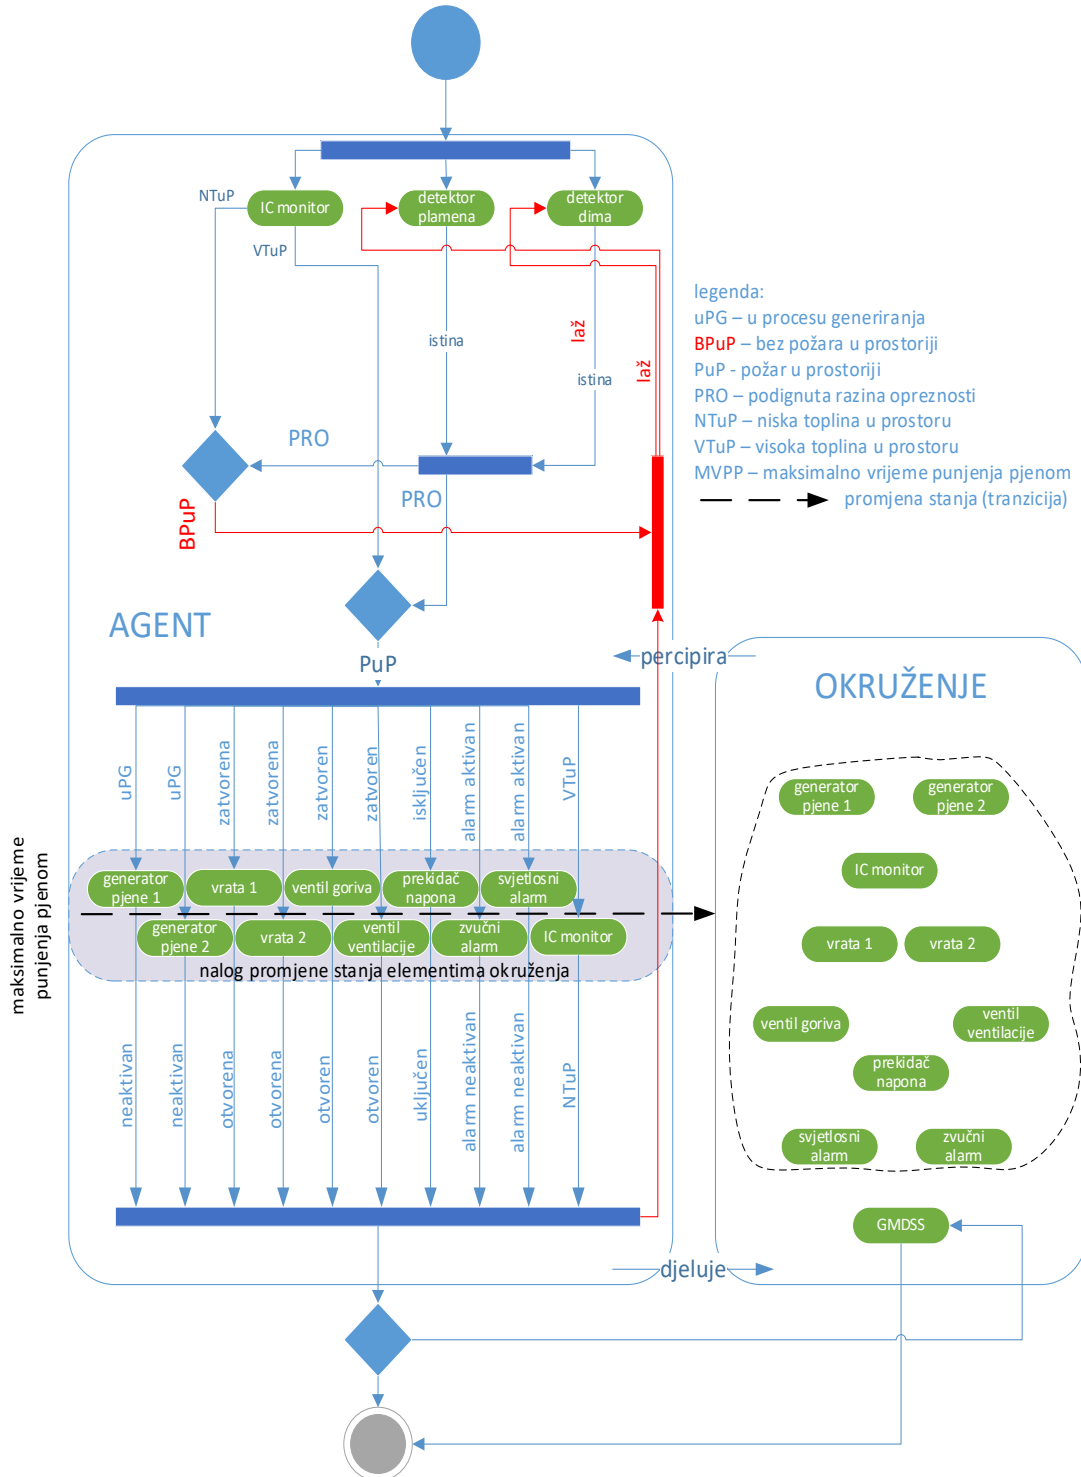 NTuP
IC monitor
detektor
plamena
detektor
dima
VTuP
istina
laž
istina
laž
legenda:
uPG – u procesu generiranja
BPuP – bez požara u prostoriji
PuP - požar u prostoriji
PRO – podignuta razina opreznosti
NTuP – niska toplina u prostoru
VTuP – visoka toplina u prostoru
MVPP – maksimalno vrijeme punjenja pjenom
promjena stanja (tranzicija)
PRO
PRO
BPuP
AGENT
PuP
percipira
OKRUŽENJE
uPG
uPG
zatvorena
zatvorena
zatvoren
zatvoren
isključen
alarm aktivan
alarm aktivan
VTuP
maksimalno vrijeme
punjenja pjenom
generator
pjene 1
vrata 1
ventil goriva
prekidač
napona
svjetlosni
alarm
generator
pjene 2
vrata 2
ventil
ventilacije
zvučni
alarm
IC monitor
nalog promjene stanja elementima okruženja
neaktivan
neaktivan
otvorena
otvorena
otvoren
otvoren
uključen
alarm neaktivan
alarm neaktivan
NTuP
generator
pjene 1
generator
pjene 2
IC monitor
vrata 1
vrata 2
ventil goriva
ventil
ventilacije
prekidač
napona
svjetlosni
alarm
zvučni
alarm
GMDSS
djeluje